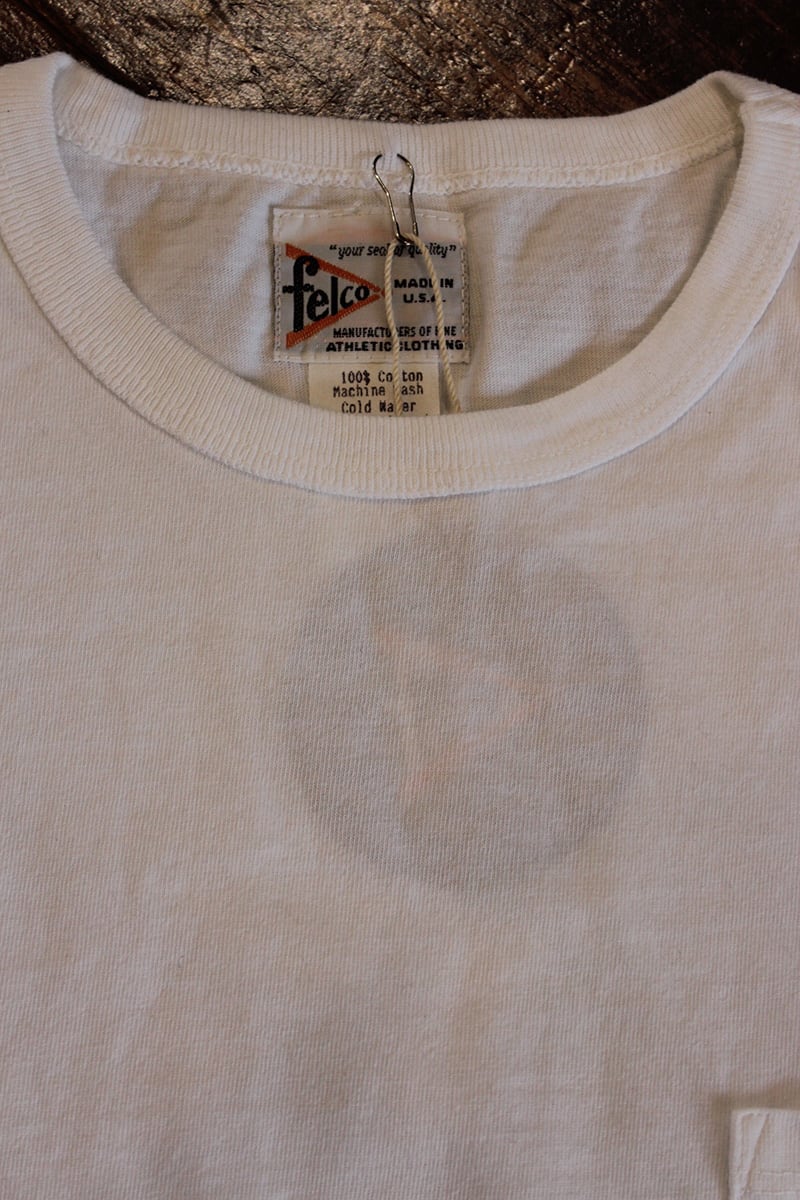 "your seal of quality"
felco
MADE IN
U.S.A.
MANUFACTURERS OF FINE
ATHLETIC CLOTHING
100% Cotton
Machine Wash
Cold Water